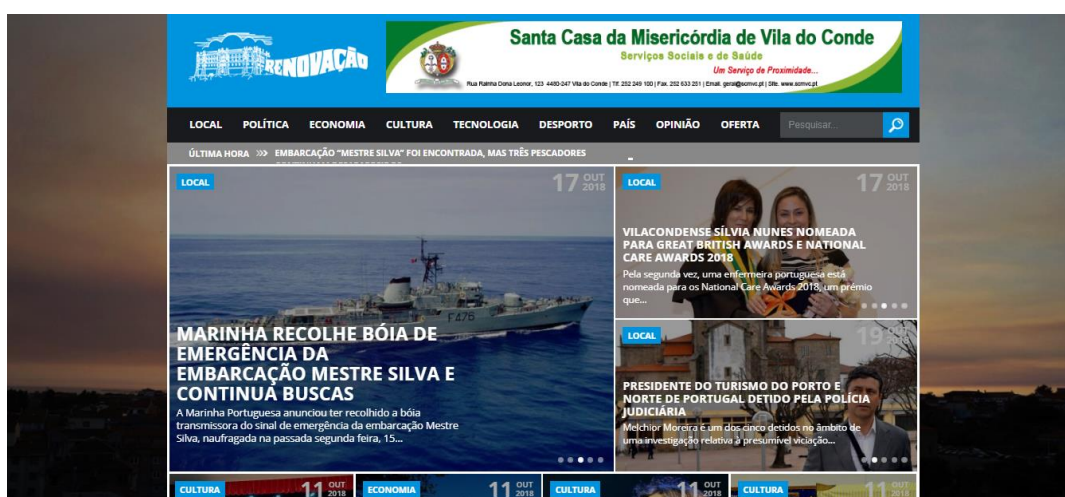 RENOVAÇÃO
Santa Casa da Misericórdia de Vila do Conde
Serviços Sociais e de Saúde
Um Serviço de Proximidade...
Rua Rainha Dona Leonor, 123 4480-247 Vila do Conde | Tlf. 252 249 100 | Fax. 252 633 251 | Email. geral@scmvc.pt | Site. www.scmvc.pt
LOCAL POLÍTICA ECONOMIA CULTURA TECNOLOGIA DESPORTO PAÍS OPINIÃO OFERTA Pesquisar...
ÚLTIMA HORA EMBARCAÇÃO “MESTRE SILVA” FOI ENCONTRADA, MAS TRÊS PESCADORES
LOCAL
17 OUT 2018
F476
MARINHA RECOLHE BÓIA DE
EMERGÊNCIA DA
EMBARCAÇÃO MESTRE SILVA E
CONTINUA BUSCAS
A Marinha Portuguesa anunciou ter recolhido a bóia
transmissora do sinal de emergência da embarcação Mestre
Silva, naufragada na passada segunda feira, 15...
LOCAL
17 OUT 2018
VILACONDENSE SÍLVIA NUNES NOMEADA
PARA GREAT BRITISH AWARDS E NATIONAL
CARE AWARDS 2018
Pela segunda vez, uma enfermeira portuguesa está
nomeada para os National Care Awards 2018, um prémio
que...
LOCAL
19
PRESIDENTE DO TURISMO DO PORTO E
NORTE DE PORTUGAL DETIDO PELA POLÍCIA
JUDICIÁRIA
Melchior Moreira é um dos cinco detidos no âmbito de
uma investigação relativa à presumível viciação...
CULTURA 11 OUT 2018
ECONOMIA 11 OUT 2018
CULTURA 11 OUT 2018
CULTURA 11 OUT 2018